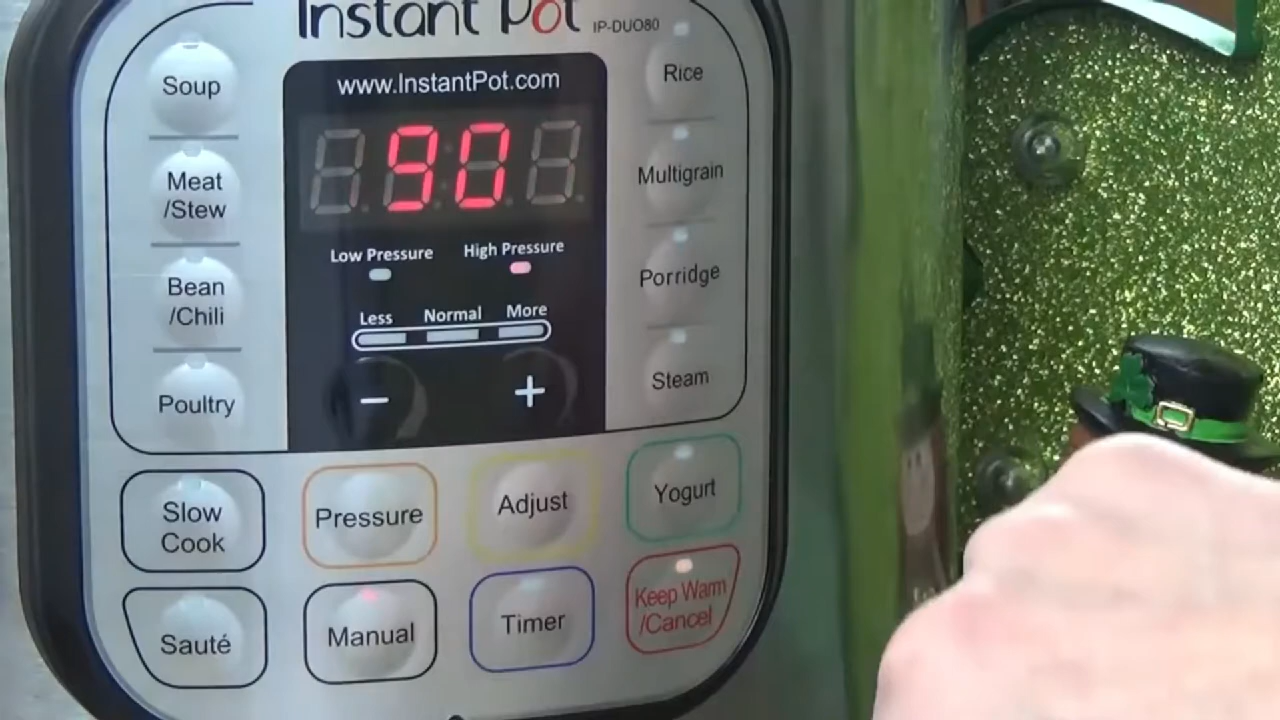 Instant Pot IP-DUO80
www.InstantPot.com
90
Low Pressure High Pressure
Less Normal More
− +
Soup
Meat
/Stew
Bean
/Chili
Poultry
Rice
Multigrain
Porridge
Steam
Slow
Cook
Pressure
Adjust
Yogurt
Sauté
Manual
Timer
Keep Warm
/Cancel